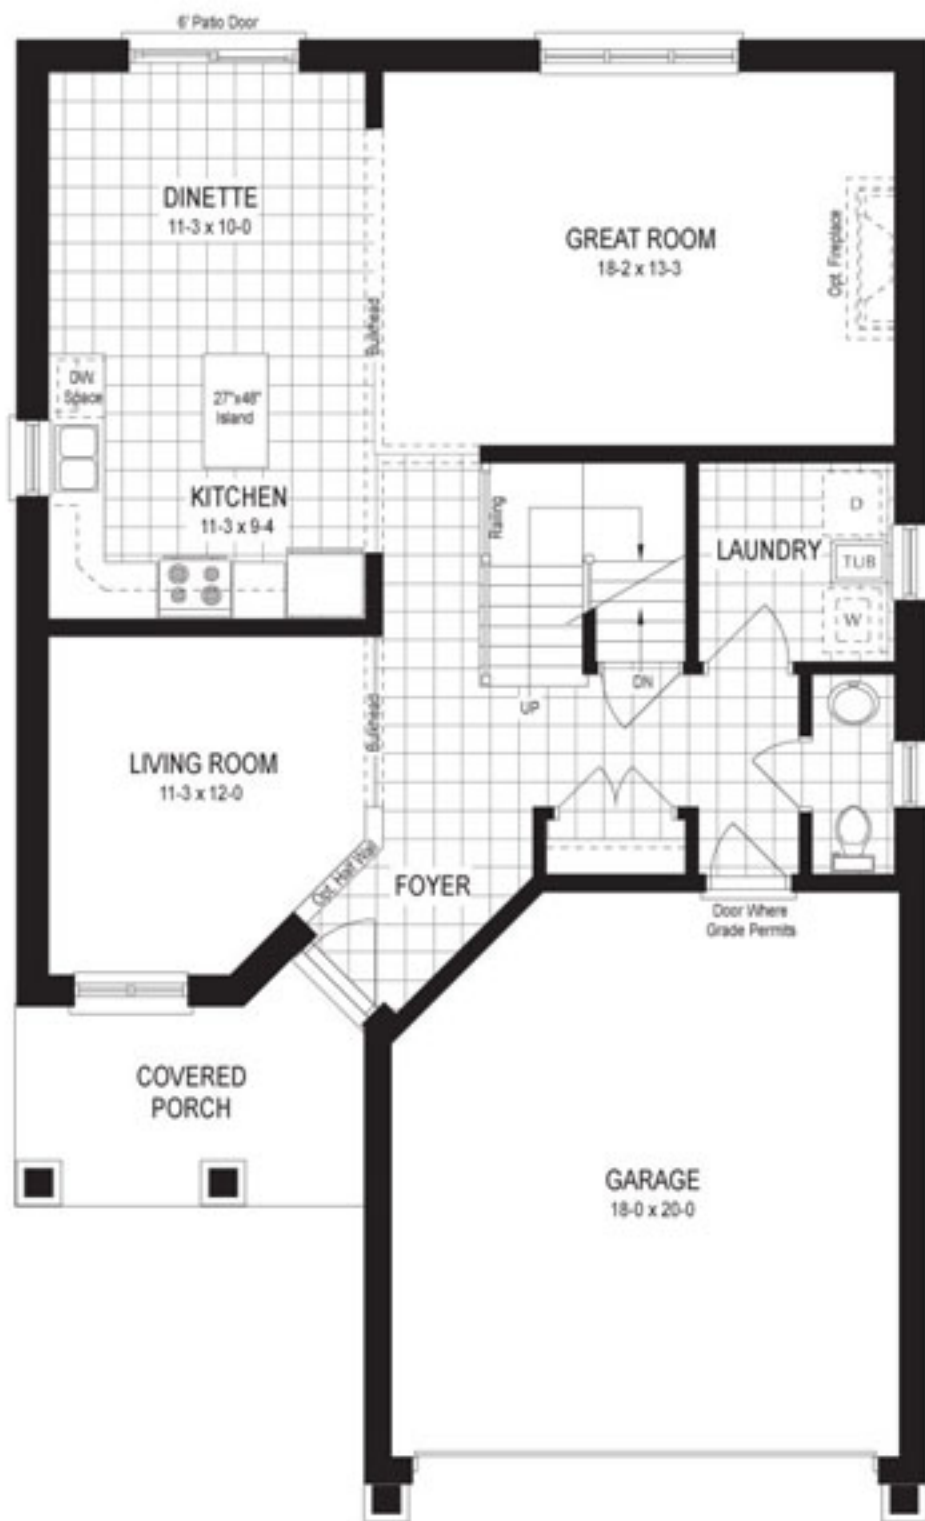 6' Patio Door
DINETTE
11-3 x 10-0
GREAT ROOM
18-2 x 13-3
Opt. Fireplace
Bulkhead
DW.
Space
27"x48"
Island
KITCHEN
11-3 x 9-4
Railing
D
LAUNDRY
TUB
W
DN
UP
Bulkhead
LIVING ROOM
11-3 x 12-0
Opt. Half Wall
FOYER
Door Where
Grade Permits
COVERED
PORCH
GARAGE
18-0 x 20-0